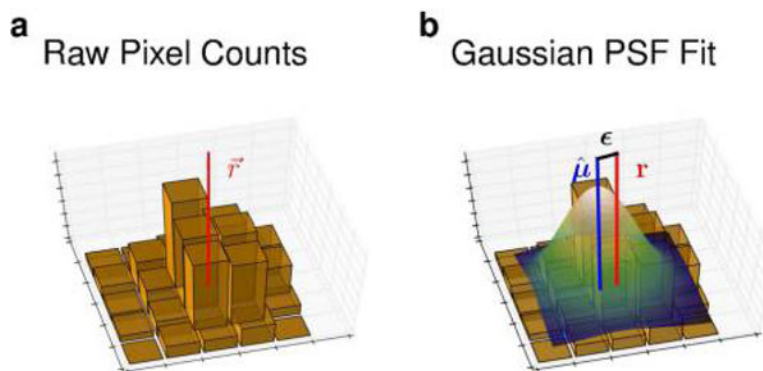 a
Raw Pixel Counts
r⃗
b
Gaussian PSF Fit
ϵ
μ̂
r